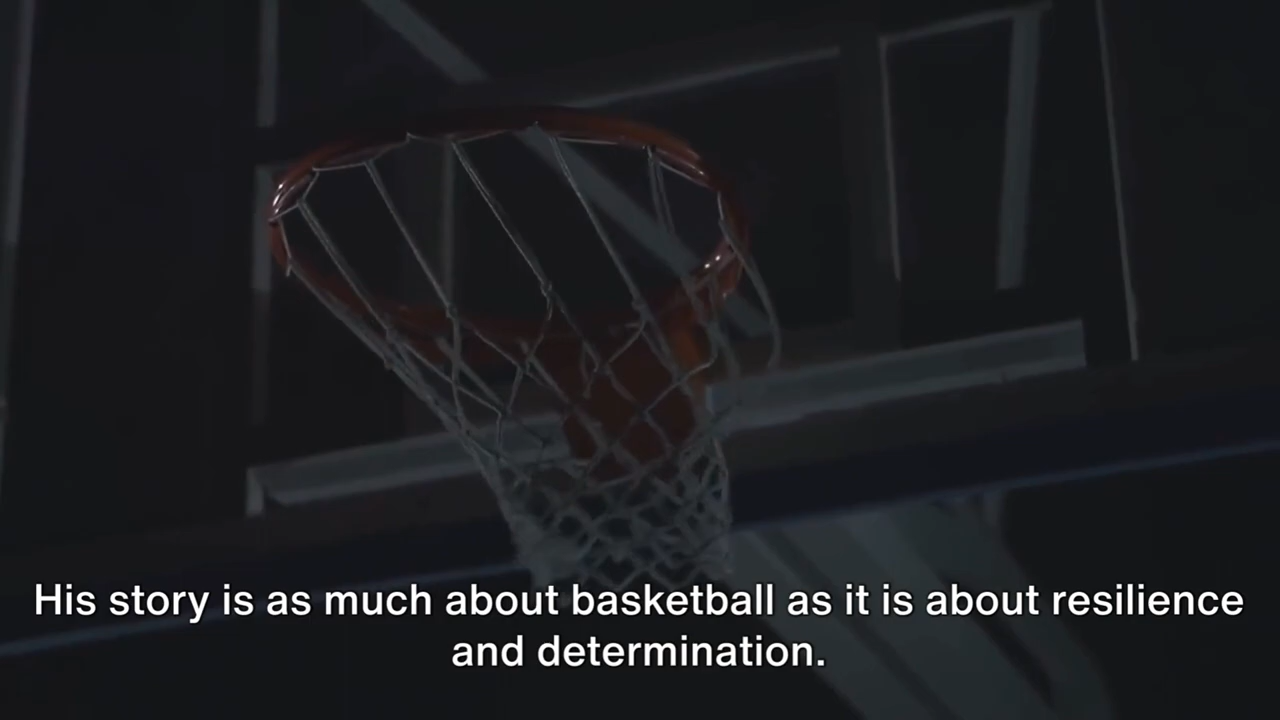 His story is as much about basketball as it is about resilience
and determination.